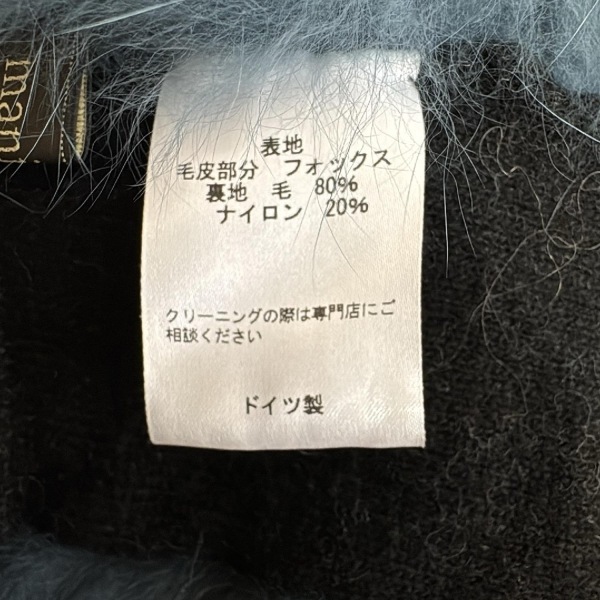 表地
毛皮部分 フォックス
裏地 毛 80%
ナイロン 20%
クリーニングの際は専門店にご
相談ください
ドイツ製